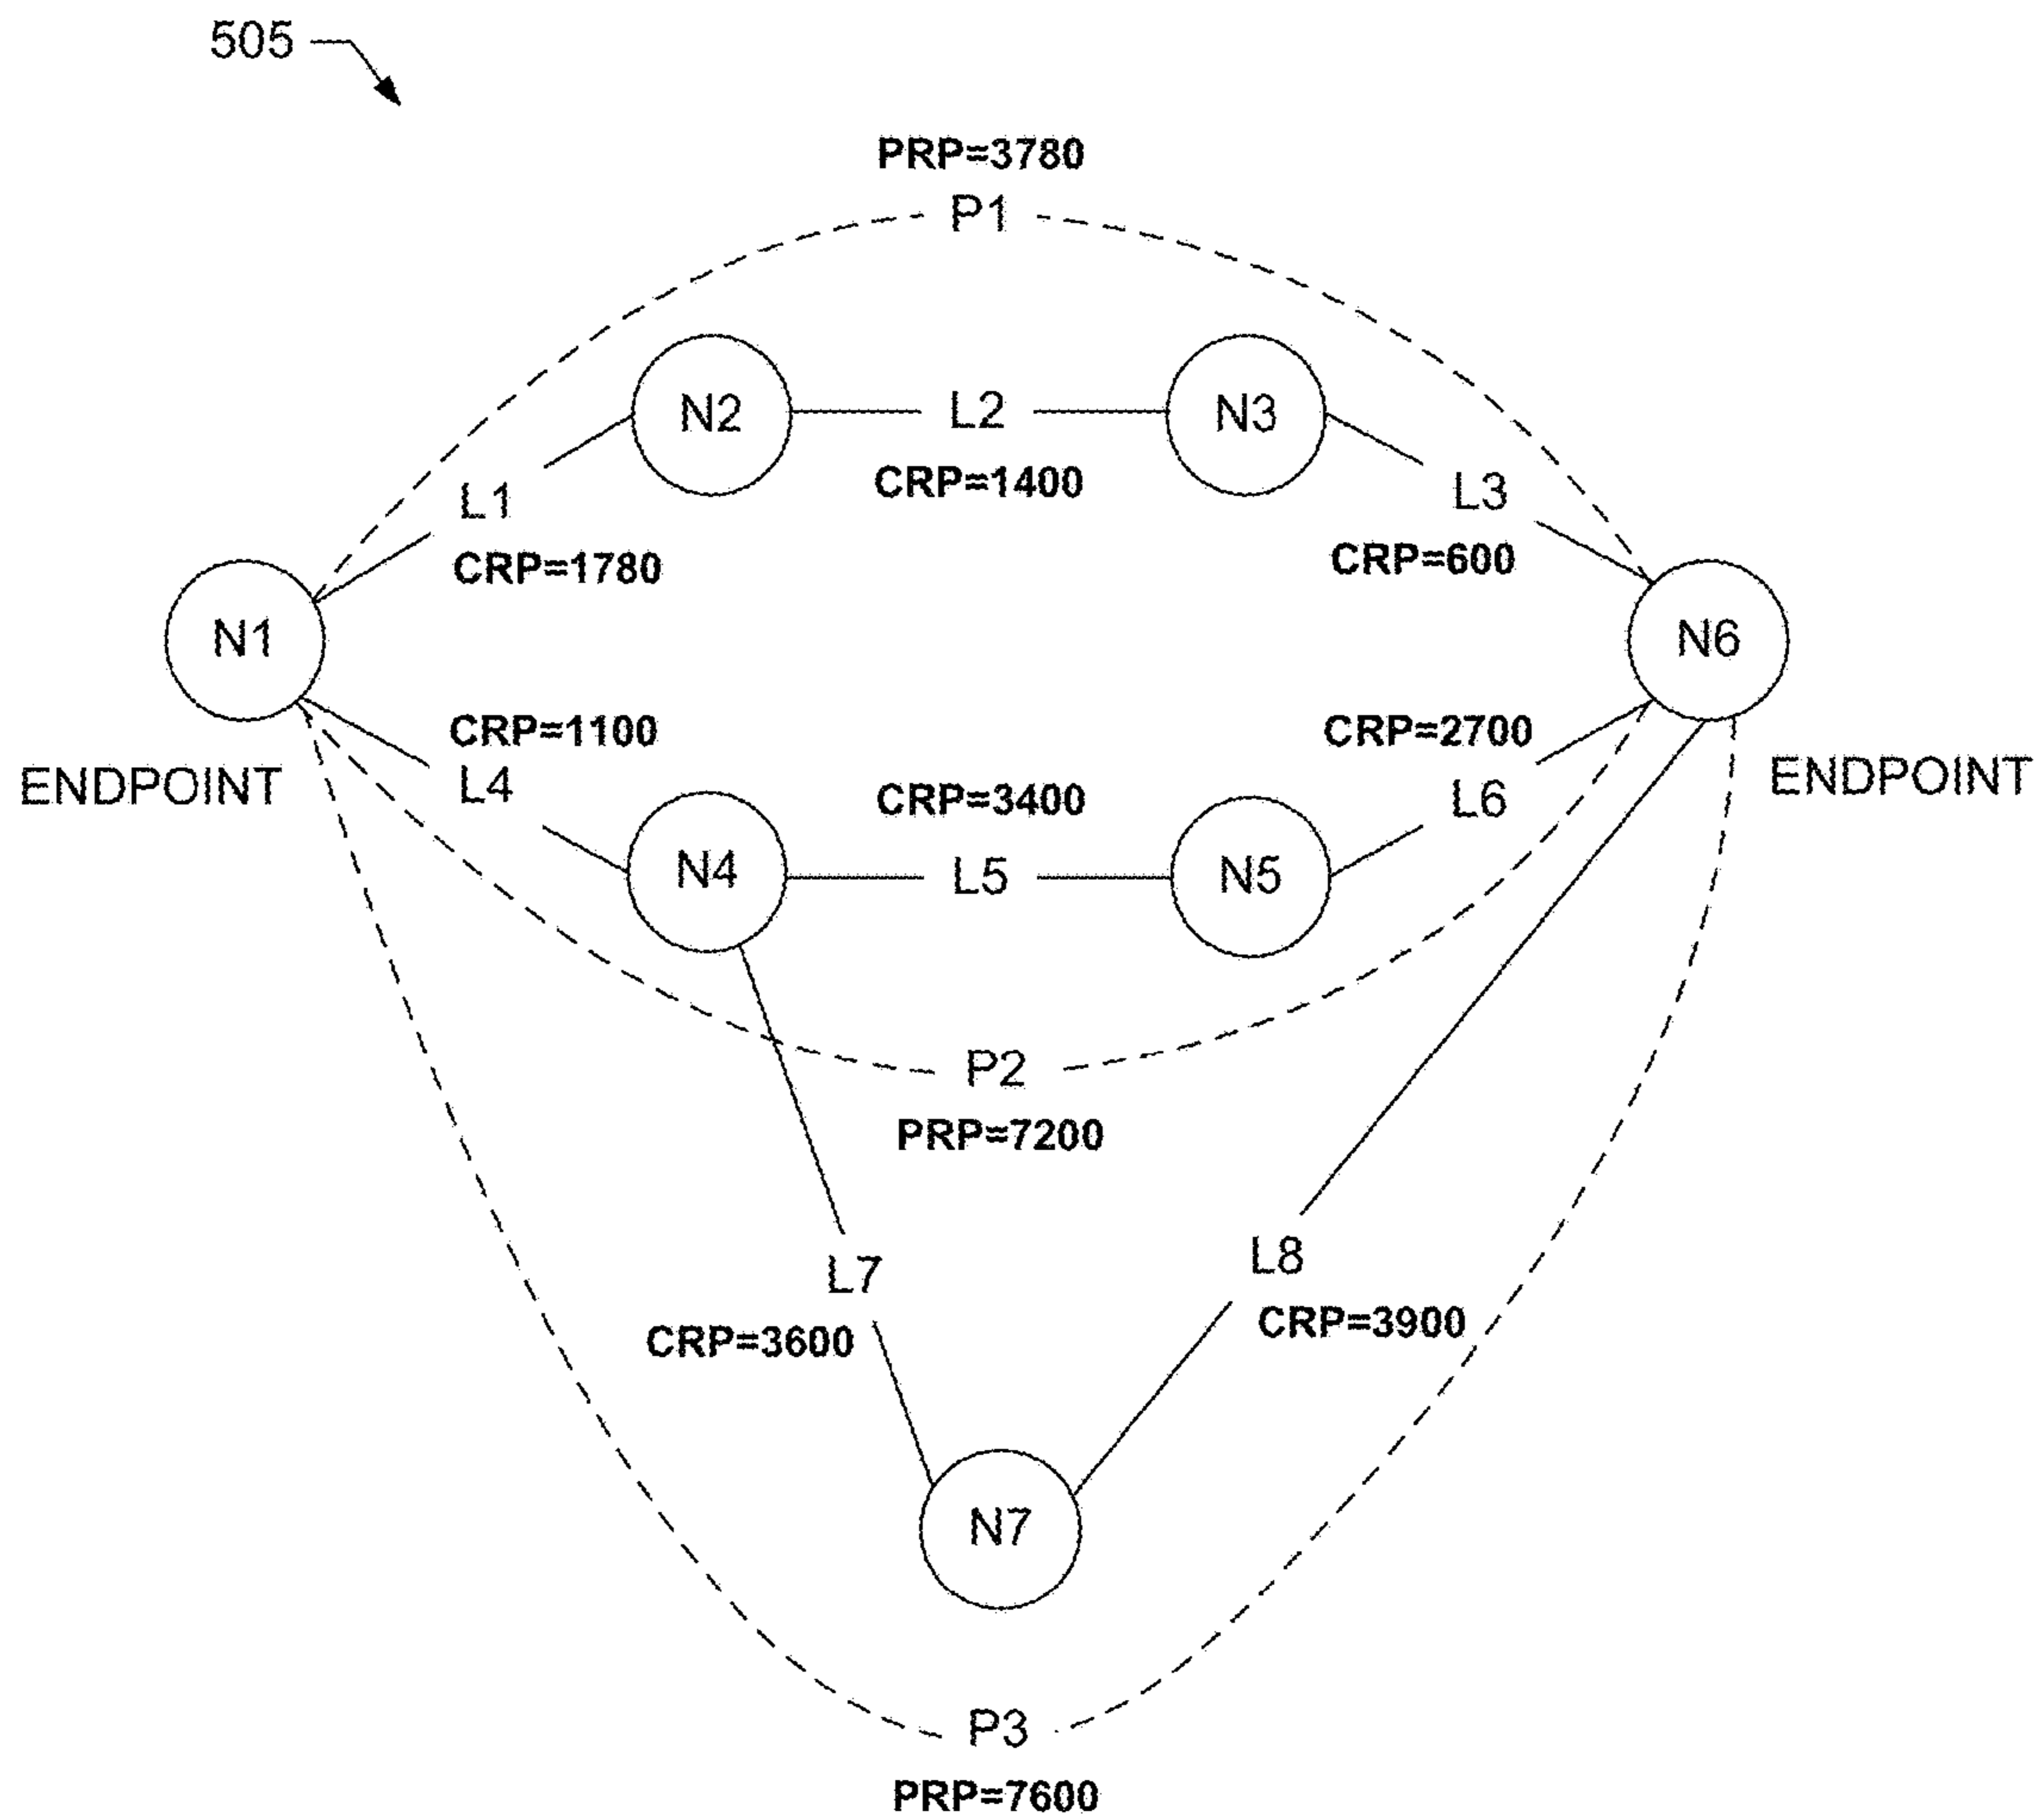 505
PRP=3780
P1
N2
L2
N3
CRP=1400
L1
L3
CRP=1780
CRP=600
N1
N6
CRP=1100
CRP=2700
ENDPOINT
L4
CRP=3400
L6
ENDPOINT
N4
L5
N5
P2
PRP=7200
L7
L8
CRP=3600
CRP=3900
N7
P3
PRP=7600